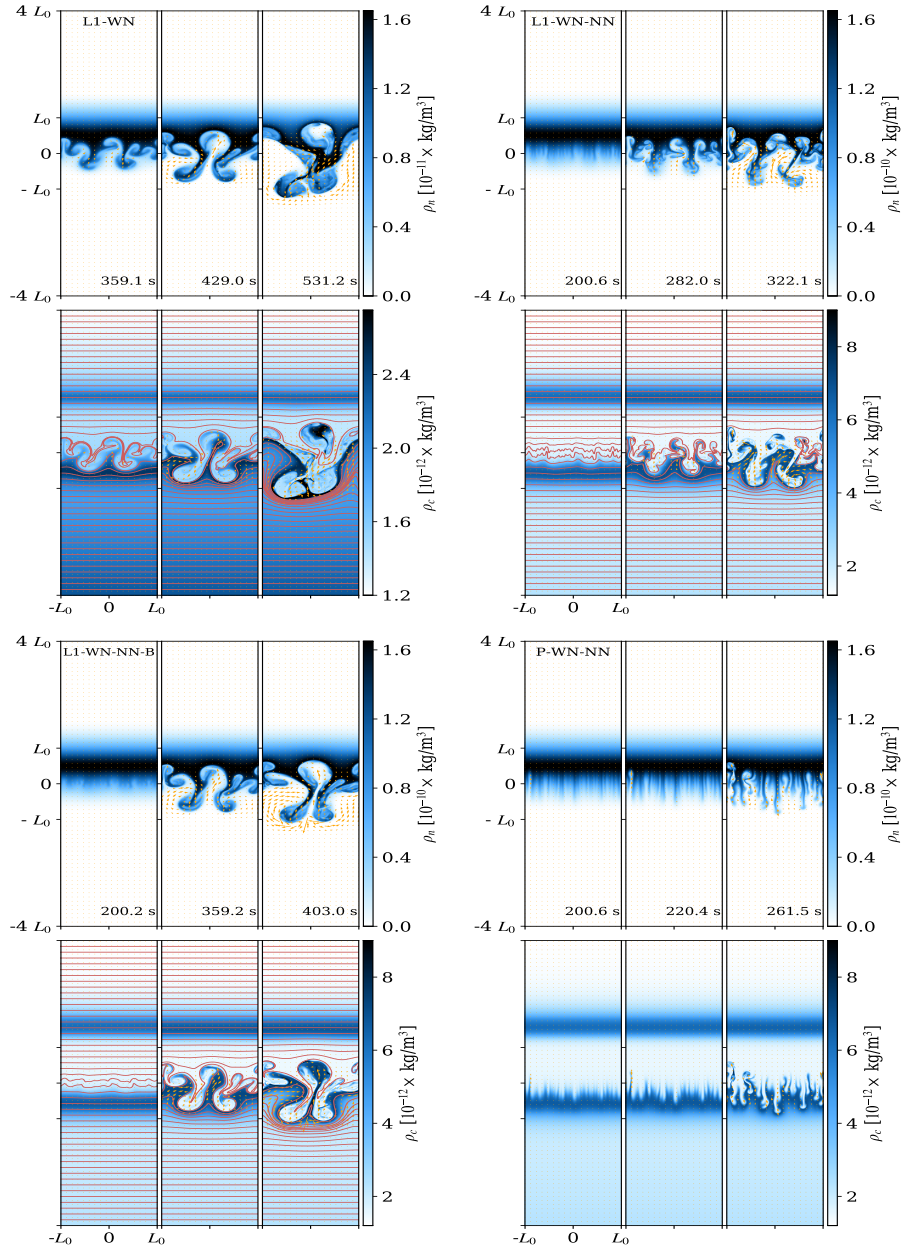 4 L₀
L1-WN
L₀
0
- L₀
-4 L₀
359.1 s
429.0 s
531.2 s
1.6
1.2
0.8
0.4
0.0
ρₙ [10⁻¹¹× kg/m³]
4 L₀
L1-WN-NN
L₀
0
- L₀
-4 L₀
200.6 s
282.0 s
322.1 s
1.6
1.2
0.8
0.4
0.0
ρₙ [10⁻¹⁰× kg/m³]
2.4
2.0
1.6
1.2
ρ_c [10⁻¹²× kg/m³]
-L₀
0
L₀
8
6
4
2
ρ_c [10⁻¹²× kg/m³]
-L₀
0
L₀
4 L₀
L1-WN-NN-B
L₀
0
- L₀
-4 L₀
200.2 s
359.2 s
403.0 s
1.6
1.2
0.8
0.4
0.0
ρₙ [10⁻¹⁰× kg/m³]
4 L₀
P-WN-NN
L₀
0
- L₀
-4 L₀
200.6 s
220.4 s
261.5 s
1.6
1.2
0.8
0.4
0.0
ρₙ [10⁻¹⁰× kg/m³]
8
6
4
2
ρ_c [10⁻¹²× kg/m³]
-L₀
0
L₀
8
6
4
2
ρ_c [10⁻¹²× kg/m³]
-L₀
0
L₀